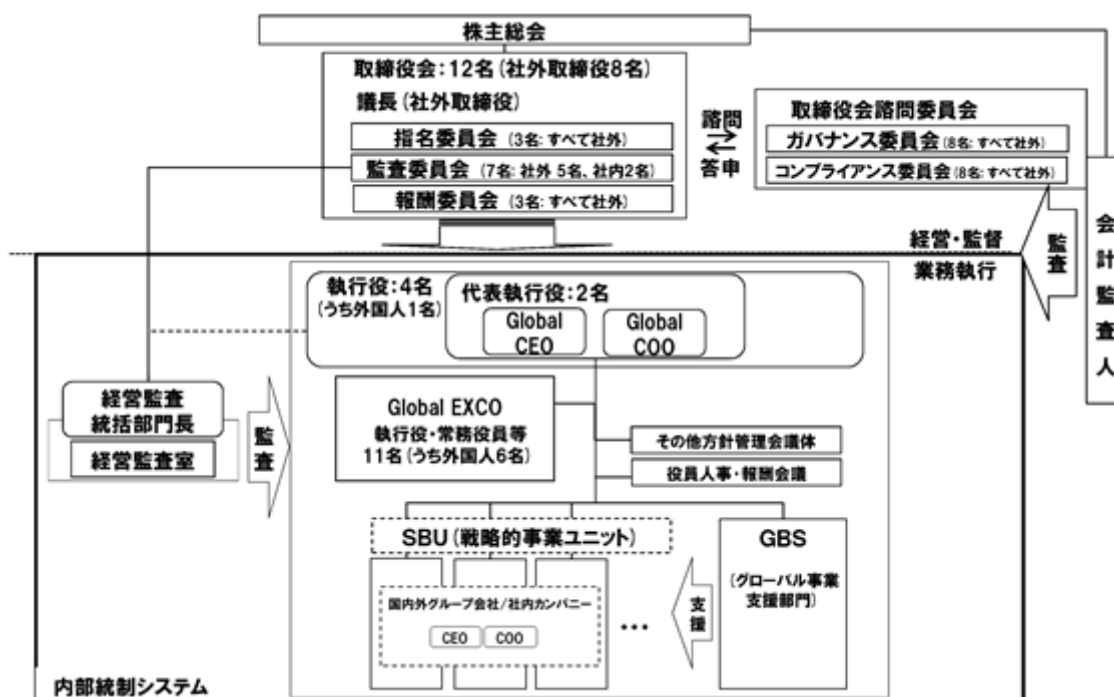 株主総会
取締役会：12名（社外取締役8名）
議長（社外取締役）
指名委員会 （3名: すべて社外）
監査委員会 （7名: 社外 5名、社内2名）
報酬委員会 （3名: すべて社外）
諮問
答申
取締役会諮問委員会
ガバナンス委員会（8名: すべて社外）
コンプライアンス委員会（8名: すべて社外）
会計監査人
監査
経営・監督
業務執行
執行役：4名
（うち外国人1名）
代表執行役：2名
Global
CEO
Global
COO
経営監査
統括部門長
経営監査室
監査
Global EXCO
執行役・常務役員等
11名（うち外国人6名）
その他方針管理会議体
役員人事・報酬会議
SBU（戦略的事業ユニット）
国内外グループ会社/社内カンパニー
CEO
COO
…
支援
GBS
（グローバル事業
支援部門）
内部統制システム